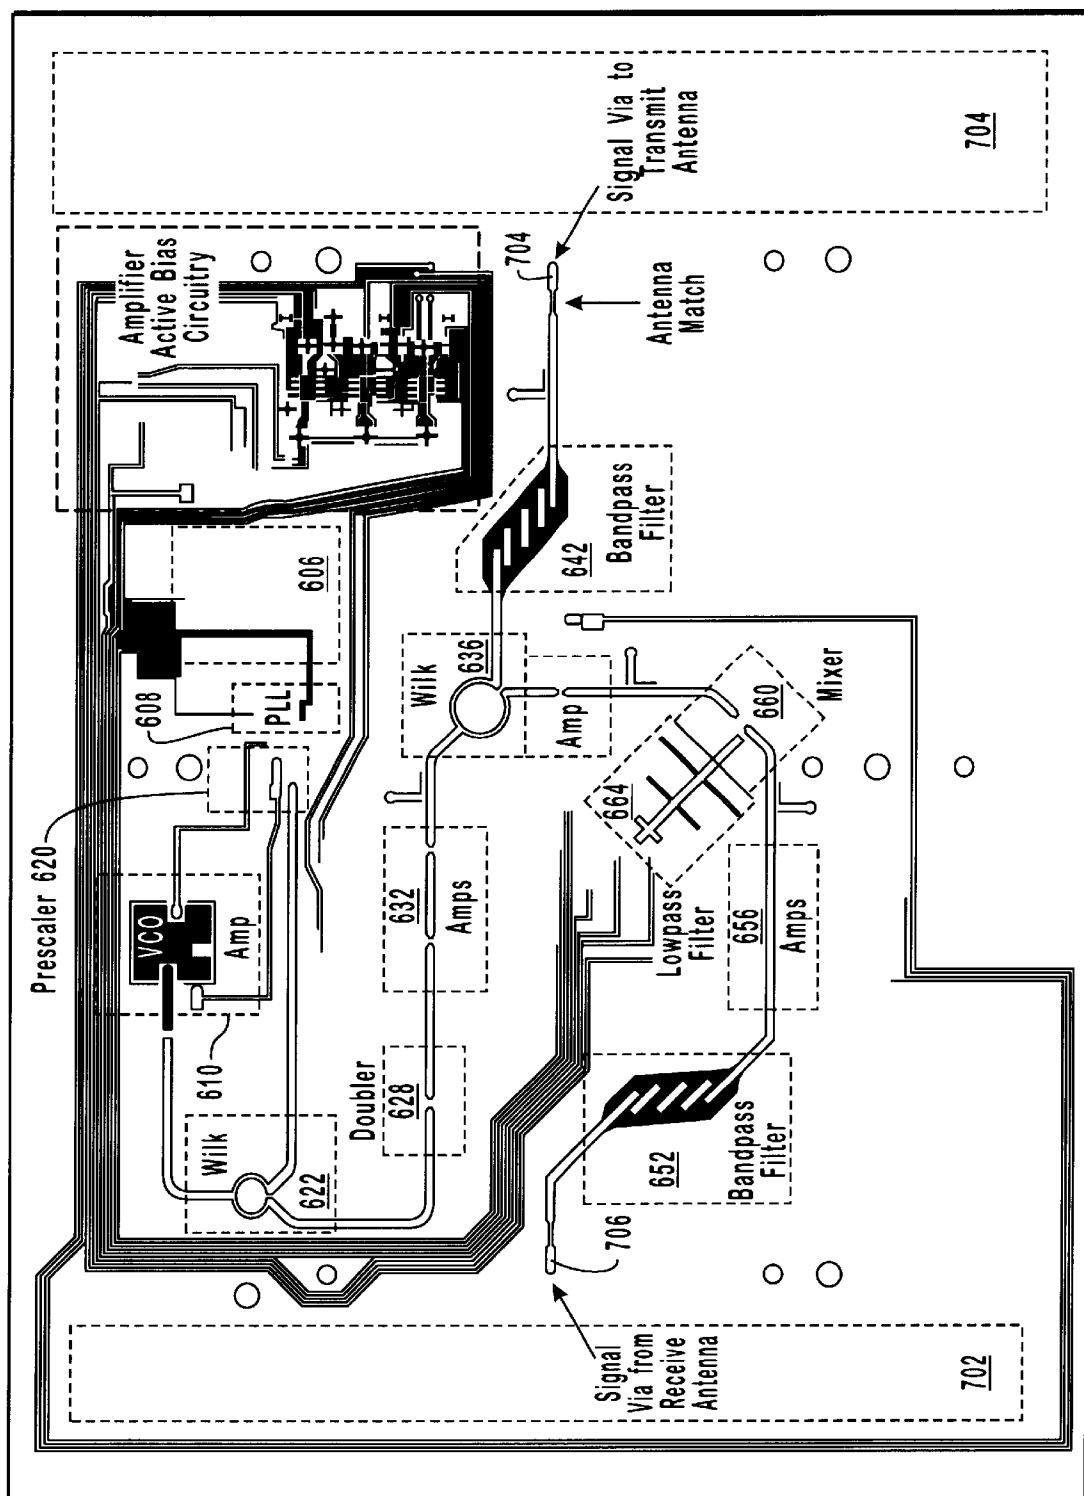 Signal Via to
Transmit
Antenna
704
Amplifier
Active Bias
Circuitry
704
Antenna
Match
606
608
PLL
642
Bandpass
Filter
Wilk
636
Amp
660
Mixer
664
Prescaler 620
VCO
Amp
610
632
Amps
Lowpass
Filter
656
Amps
Doubler
628
Wilk
622
652
Bandpass
Filter
706
Signal
Via from
Receive
Antenna
702